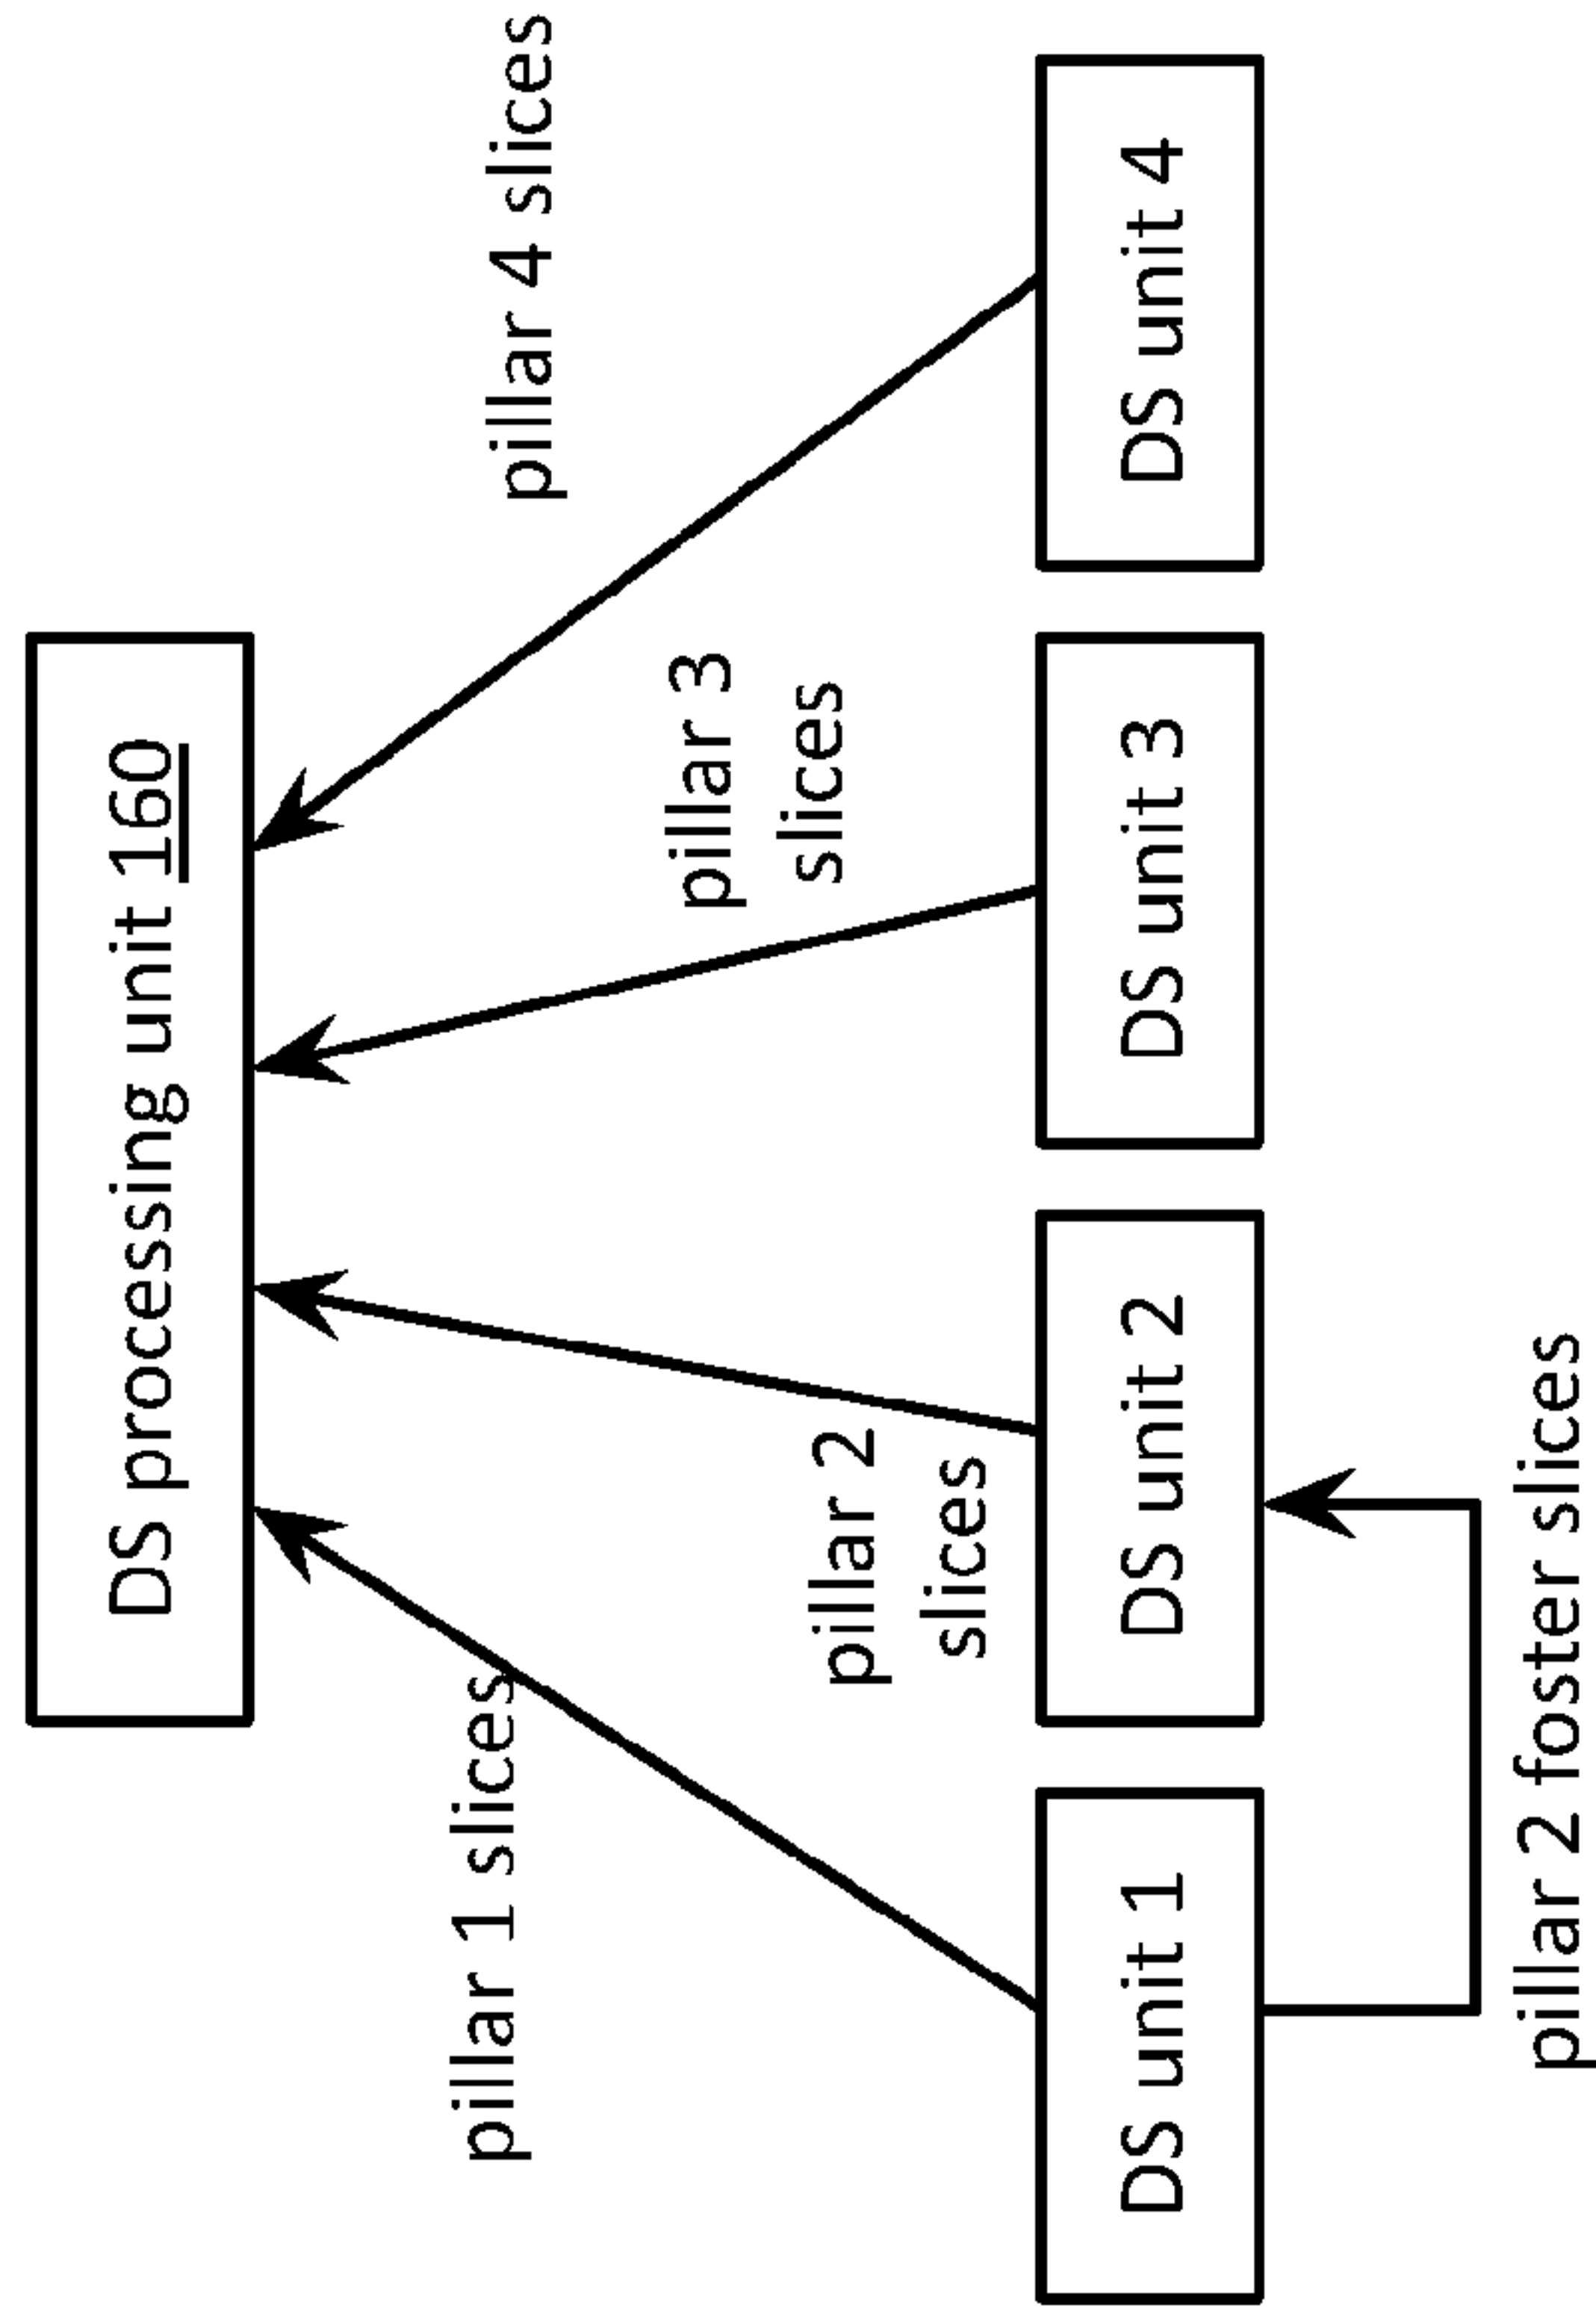 DS processing unit 160
pillar 1 slices
pillar 2
slices
pillar 3
slices
pillar 4 slices
DS unit 1
DS unit 2
DS unit 3
DS unit 4
pillar 2 foster slices